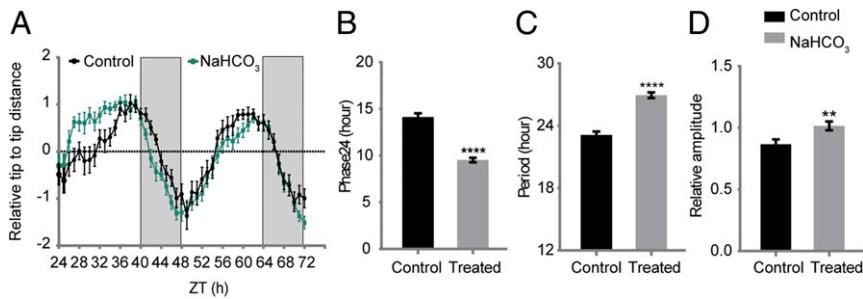 A
Relative tip to tip distance
2
1
0
-1
-2
Control
NaHCO₃
24 28 32 36 40 44 48 52 56 60 64 68 72
ZT (h)
B
Phase24 (hour)
20
15
10
5
0
****
Control Treated
C
Period (hour)
36
30
24
18
12
****
Control Treated
D
Control
NaHCO₃
Relative amplitude
1.5
1.0
0.5
0.0
**
Control Treated